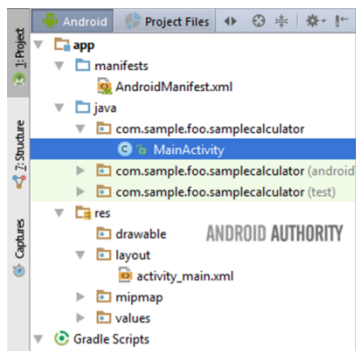 Android Project Files
1: Project
7: Structure
Captures
app
manifests
AndroidManifest.xml
java
com.sample.foo.samplecalculator
MainActivity
com.sample.foo.samplecalculator (android
com.sample.foo.samplecalculator (test)
res
drawable
ANDROID AUTHORITY
layout
activity_main.xml
mipmap
values
Gradle Scripts